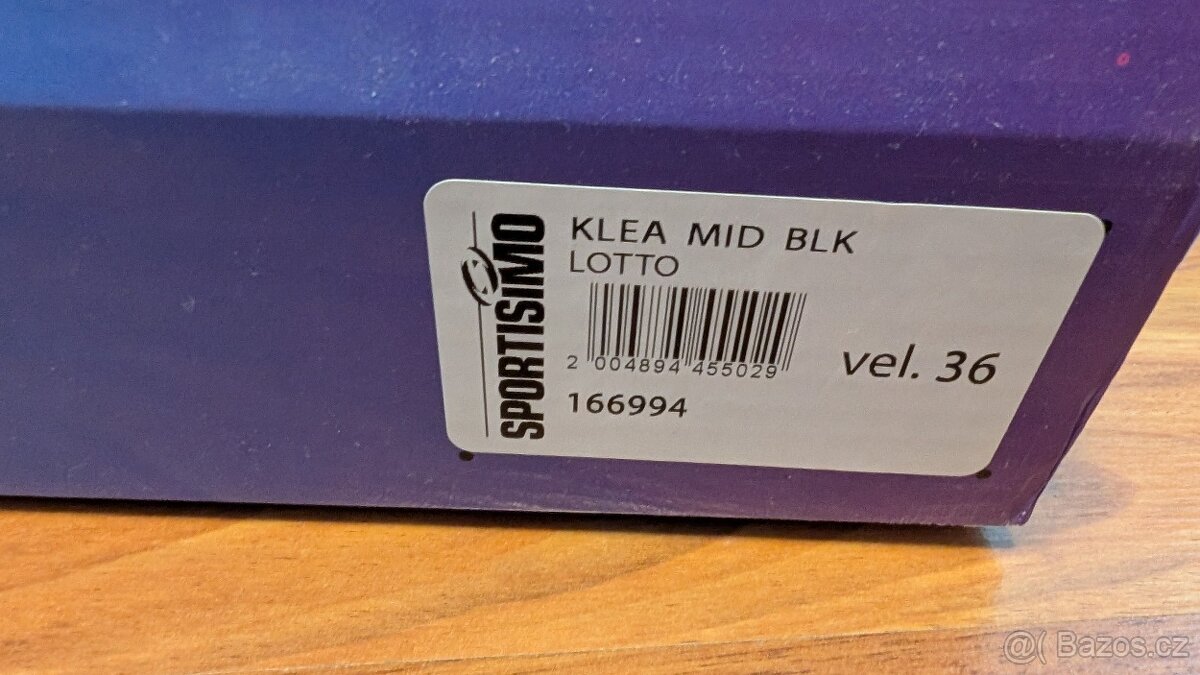 SPORTISIMO
KLEA MID BLK
LOTTO
2 004894 455029
vel. 36
166994
@( Bazos.cz